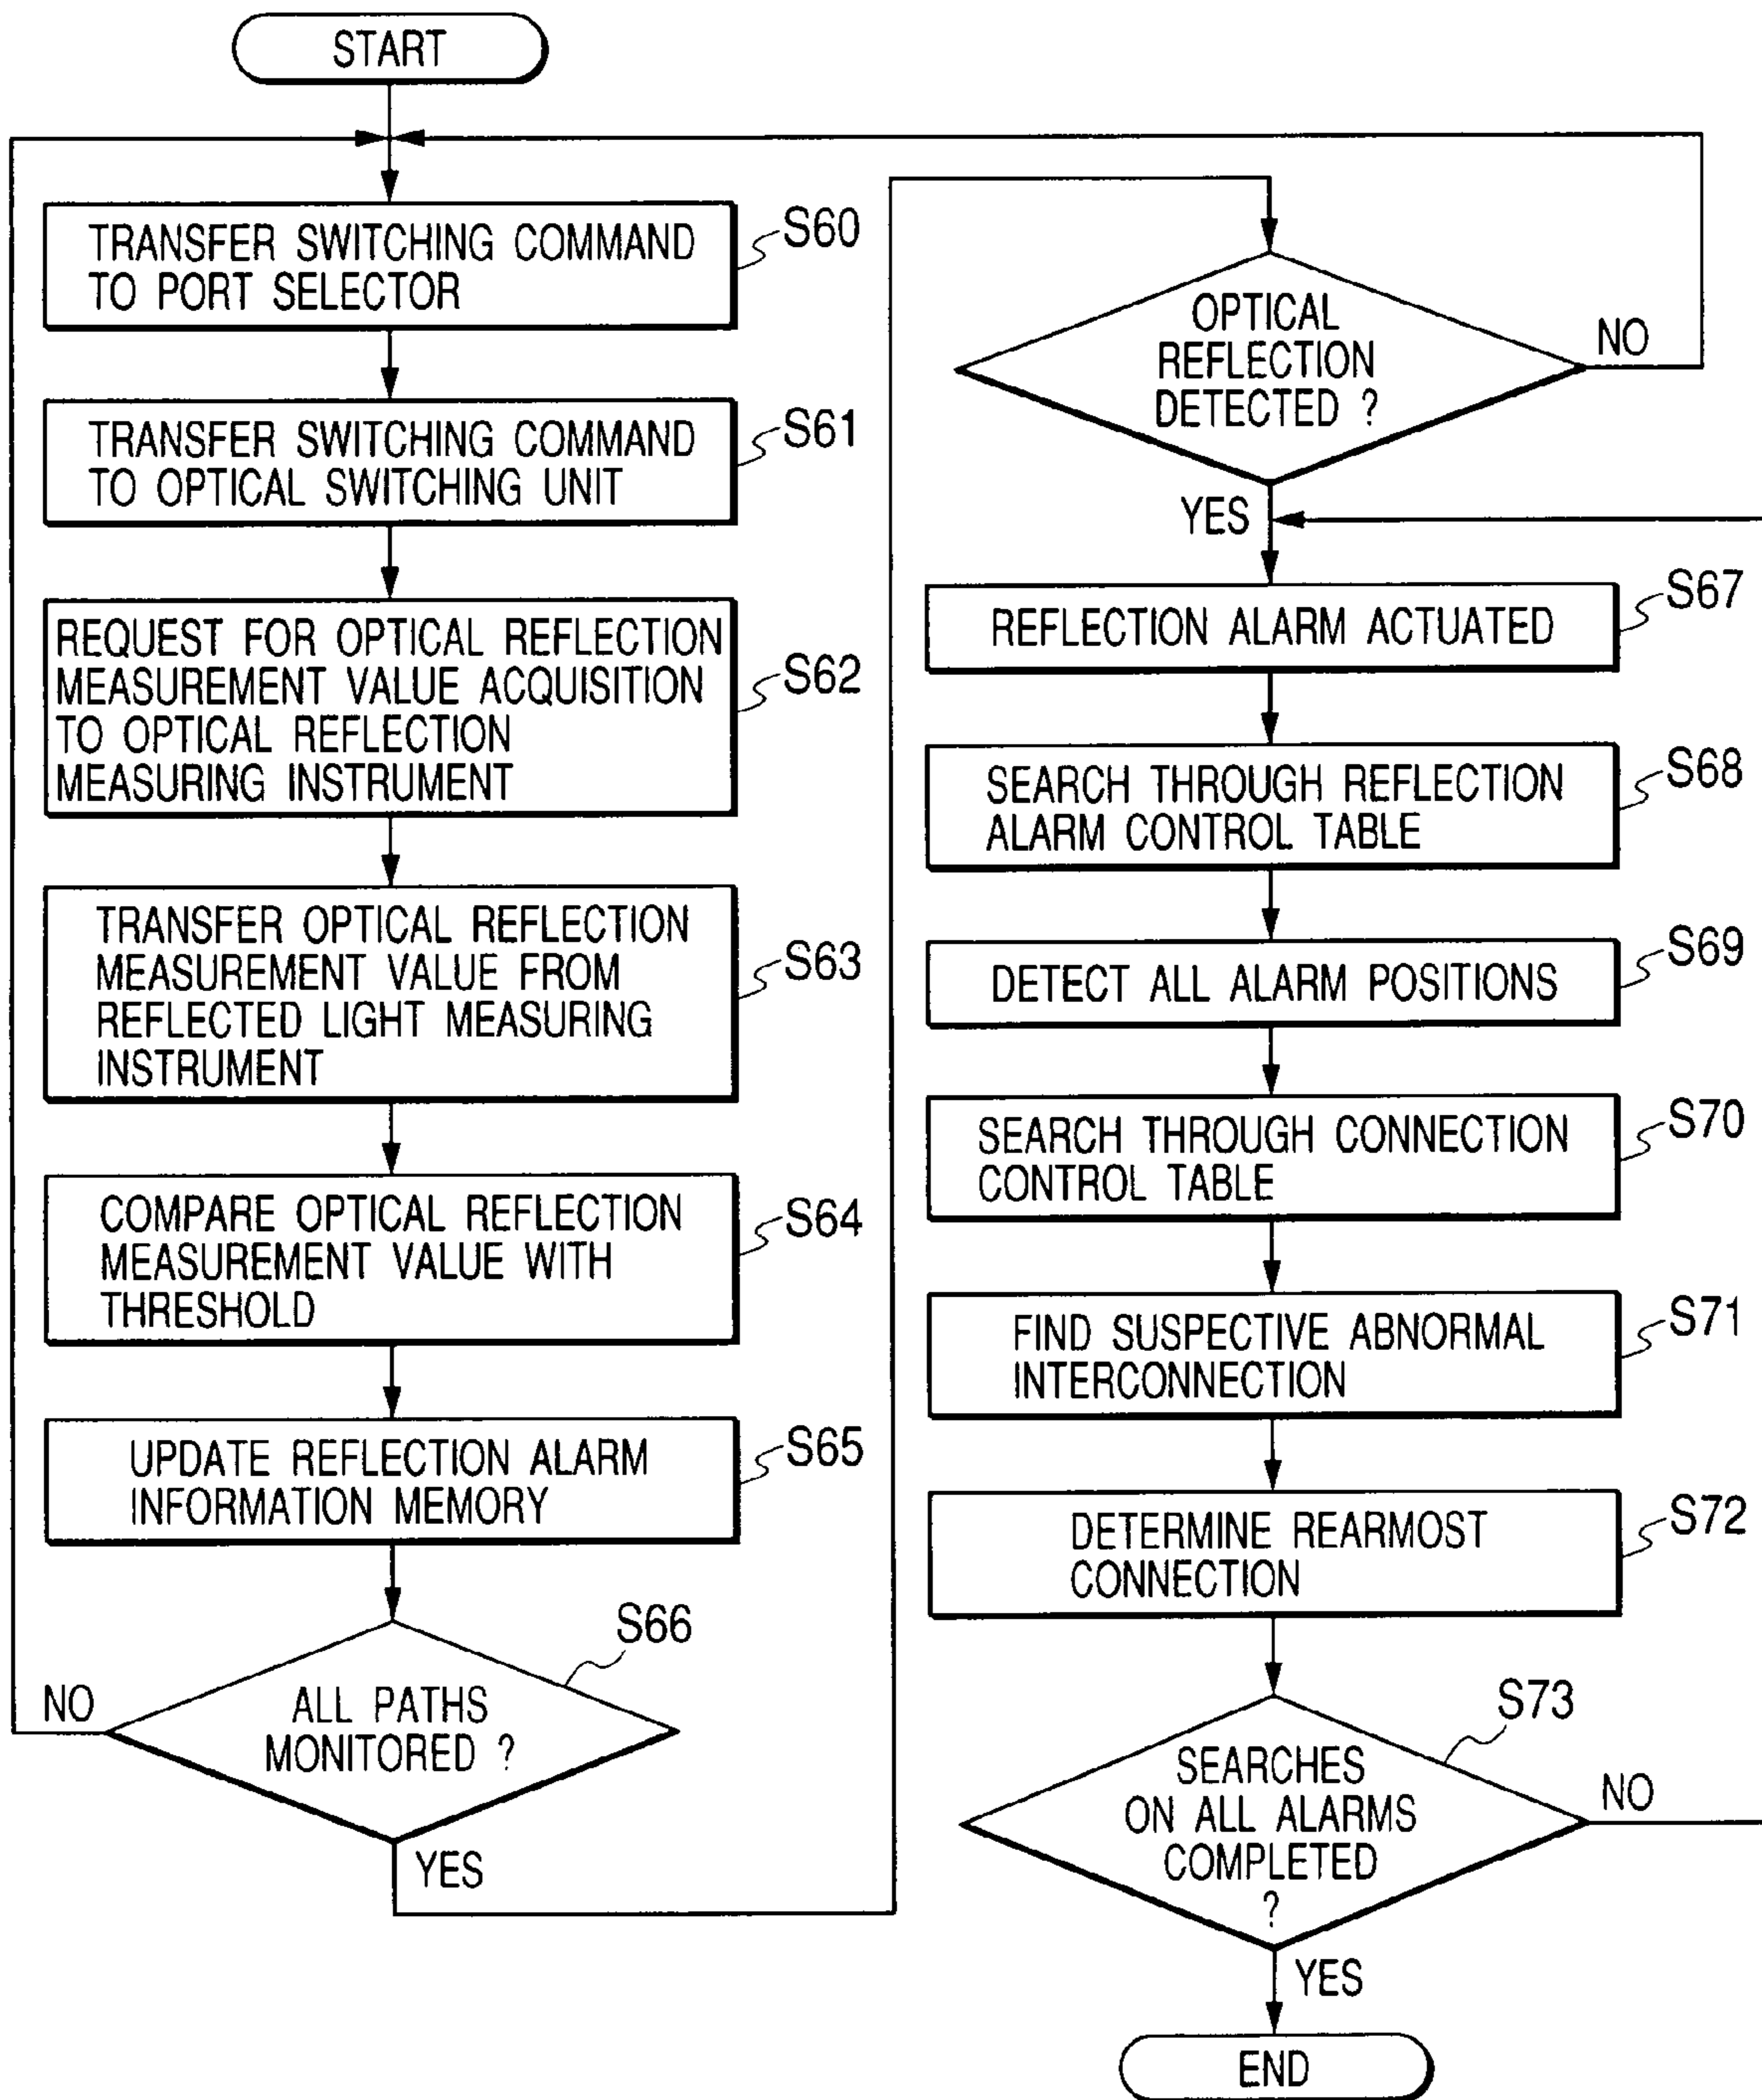 START
TRANSFER SWITCHING COMMAND
TO PORT SELECTOR
S60
TRANSFER SWITCHING COMMAND
TO OPTICAL SWITCHING UNIT
S61
REQUEST FOR OPTICAL REFLECTION
MEASUREMENT VALUE ACQUISITION
TO OPTICAL REFLECTION
MEASURING INSTRUMENT
S62
TRANSFER OPTICAL REFLECTION
MEASUREMENT VALUE FROM
REFLECTED LIGHT MEASURING
INSTRUMENT
S63
COMPARE OPTICAL REFLECTION
MEASUREMENT VALUE WITH
THRESHOLD
S64
UPDATE REFLECTION ALARM
INFORMATION MEMORY
S65
S66
ALL PATHS
MONITORED ?
NO
YES
OPTICAL
REFLECTION
DETECTED ?
NO
YES
REFLECTION ALARM ACTUATED
S67
SEARCH THROUGH REFLECTION
ALARM CONTROL TABLE
S68
DETECT ALL ALARM POSITIONS
S69
SEARCH THROUGH CONNECTION
CONTROL TABLE
S70
FIND SUSPECTIVE ABNORMAL
INTERCONNECTION
S71
DETERMINE REARMOST
CONNECTION
S72
S73
SEARCHES
ON ALL ALARMS
COMPLETED
?
NO
YES
END